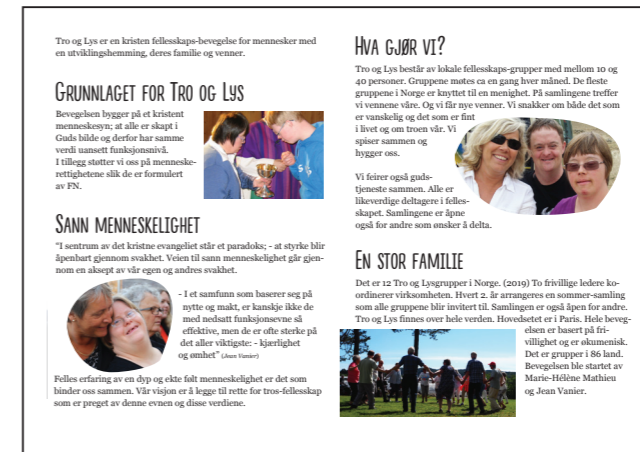 Tro og Lys er en kristen fellesskaps-bevegelse for mennesker med
en utviklingshemming, deres familie og venner.
Grunnlaget for Tro og Lys
Bevegelsen bygger på et kristent
menneskesyn; at alle er skapt i
Guds bilde og derfor har samme
verdi uansett funksjonsnivå.
I tillegg støtter vi oss på menneske-
rettighetene slik de er formulert
av FN.
Sann menneskelighet
"I sentrum av det kristne evangeliet står et paradoks; - at styrke blir
åpenbart gjennom svakhet. Veien til sann menneskelighet går gjen-
nom en aksept av vår egen og andres svakhet.
- I et samfunn som baserer seg på
nytte og makt, er kanskje ikke de
med nedsatt funksjonsevne så
effektive, men de er ofte sterke på
det aller viktigste: - kjærlighet
og ømhet" (Jean Vanier)
Felles erfaring av en dyp og ekte følt menneskelighet er det som
binder oss sammen. Vår visjon er å legge til rette for tros-fellesskap
som er preget av denne evnen og disse verdiene.
Hva gjør vi?
Tro og Lys består av lokale fellesskaps-grupper med mellom 10 og
40 personer. Gruppene møtes ca en gang hver måned. De fleste
gruppene i Norge er knyttet til en menighet. På samlingene treffer
vi vennene våre. Og vi får nye venner. Vi snakker om både det som
er vanskelig og det som er fint
i livet og om troen vår. Vi
spiser sammen og
hygger oss.
Vi feirer også guds-
tjeneste sammen. Alle er
likeverdige deltagere i felles-
skapet. Samlingene er åpne
også for andre som ønsker å delta.
En stor familie
Det er 12 Tro og Lysgrupper i Norge. (2019) To frivillige ledere ko-
ordinerer virksomheten. Hvert 2. år arrangeres en sommer-samling
som alle gruppene blir invitert til. Samlingen er også åpen for andre.
Tro og Lys finnes over hele verden. Hovedsetet er i Paris. Hele beveg-
elsen er basert på fri-
villighet og er økumenisk.
Det er grupper i 86 land.
Bevegelsen ble startet av
Marie-Hélène Mathieu
og Jean Vanier.